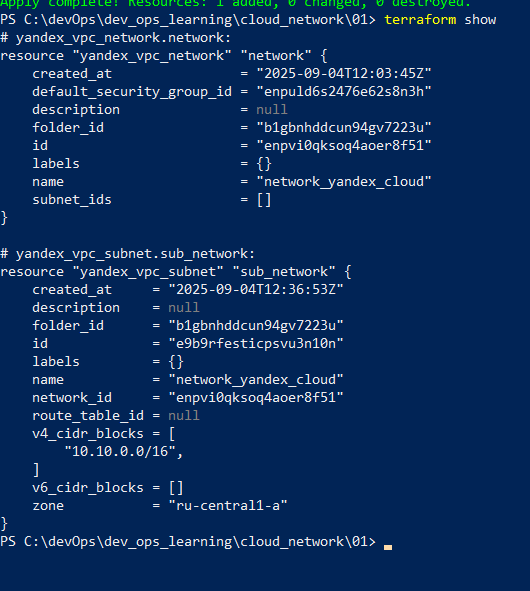 Apply complete! Resources: 1 added, 0 changed, 0 destroyed.
PS C:\devOps\dev_ops_learning\cloud_network\01> terraform show
# yandex_vpc_network.network:
resource "yandex_vpc_network" "network" {
    created_at                = "2025-09-04T12:03:45Z"
    default_security_group_id = "enpuld6s2476e62s8n3h"
    description               = null
    folder_id                 = "b1gbnhddcun94gv7223u"
    id                        = "enpvi0qksoq4aoer8f51"
    labels                    = {}
    name                      = "network_yandex_cloud"
    subnet_ids                = []
}

# yandex_vpc_subnet.sub_network:
resource "yandex_vpc_subnet" "sub_network" {
    created_at     = "2025-09-04T12:36:53Z"
    description    = null
    folder_id      = "b1gbnhddcun94gv7223u"
    id             = "e9b9rfesticpsvu3n10n"
    labels         = {}
    name           = "network_yandex_cloud"
    network_id     = "enpvi0qksoq4aoer8f51"
    route_table_id = null
    v4_cidr_blocks = [
        "10.10.0.0/16",
    ]
    v6_cidr_blocks = []
    zone           = "ru-central1-a"
}
PS C:\devOps\dev_ops_learning\cloud_network\01>